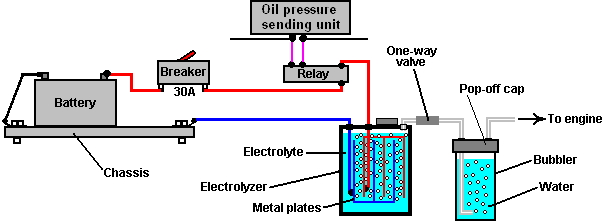 Oil pressure
sending unit
One-way
valve
Breaker
30A
Relay
Pop-off cap
Battery
To engine
Chassis
Electrolyte
Electrolyzer
Metal plates
Bubbler
Water